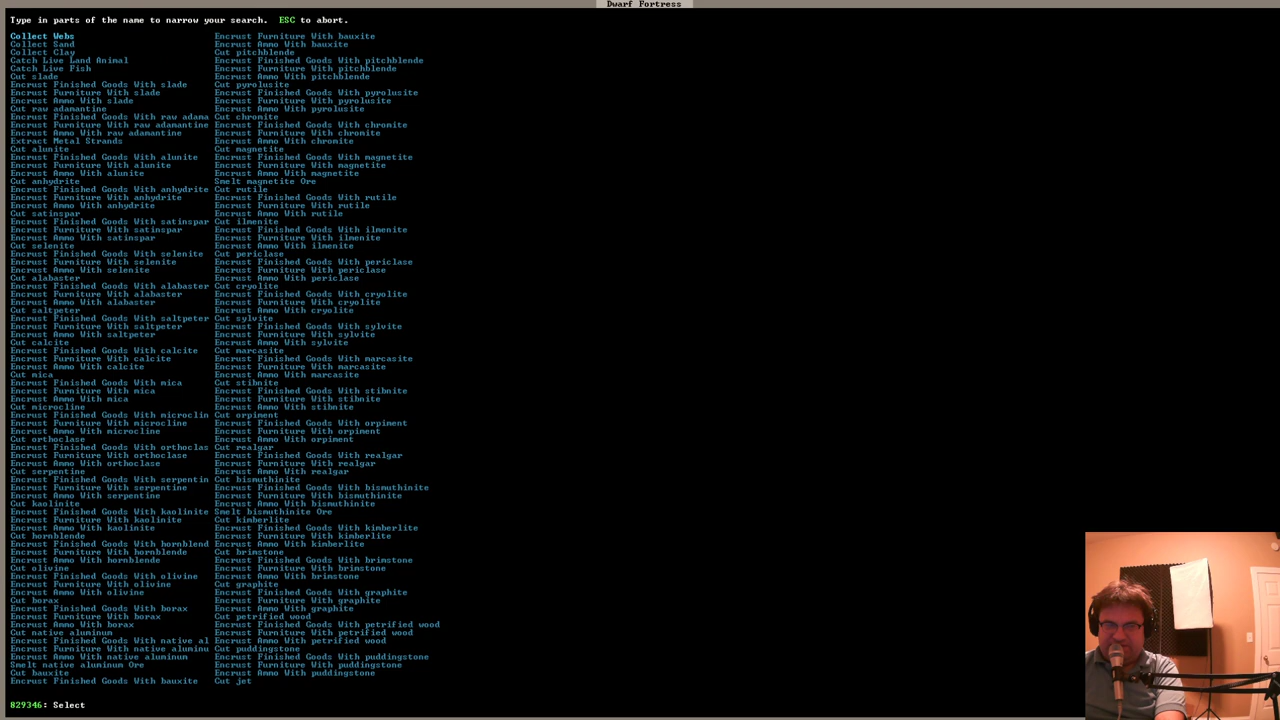 Dwarf Fortress
Type in parts of the name to narrow your search.  ESC to abort.
Collect Webs
Collect Sand
Collect Clay
Catch Live Land Animal
Catch Live Fish
Cut slade
Encrust Finished Goods With slade
Encrust Furniture With slade
Encrust Ammo With slade
Cut raw adamantine
Encrust Finished Goods With raw adama
Encrust Furniture With raw adamantine
Encrust Ammo With raw adamantine
Extract Metal Strands
Cut alunite
Encrust Finished Goods With alunite
Encrust Furniture With alunite
Encrust Ammo With alunite
Cut anhydrite
Encrust Finished Goods With anhydrite
Encrust Furniture With anhydrite
Encrust Ammo With anhydrite
Cut satinspar
Encrust Finished Goods With satinspar
Encrust Furniture With satinspar
Encrust Ammo With satinspar
Cut selenite
Encrust Finished Goods With selenite
Encrust Furniture With selenite
Encrust Ammo With selenite
Cut alabaster
Encrust Finished Goods With alabaster
Encrust Furniture With alabaster
Encrust Ammo With alabaster
Cut saltpeter
Encrust Finished Goods With saltpeter
Encrust Furniture With saltpeter
Encrust Ammo With saltpeter
Cut calcite
Encrust Finished Goods With calcite
Encrust Furniture With calcite
Encrust Ammo With calcite
Cut mica
Encrust Finished Goods With mica
Encrust Furniture With mica
Encrust Ammo With mica
Cut microcline
Encrust Finished Goods With microclin
Encrust Furniture With microcline
Encrust Ammo With microcline
Cut orthoclase
Encrust Finished Goods With orthoclas
Encrust Furniture With orthoclase
Encrust Ammo With orthoclase
Cut serpentine
Encrust Finished Goods With serpentin
Encrust Furniture With serpentine
Encrust Ammo With serpentine
Cut kaolinite
Encrust Finished Goods With kaolinite
Encrust Furniture With kaolinite
Encrust Ammo With kaolinite
Cut hornblende
Encrust Finished Goods With hornblend
Encrust Furniture With hornblende
Encrust Ammo With hornblende
Cut olivine
Encrust Finished Goods With olivine
Encrust Furniture With olivine
Encrust Ammo With olivine
Cut borax
Encrust Finished Goods With borax
Encrust Furniture With borax
Encrust Ammo With borax
Cut native aluminum
Encrust Finished Goods With native al
Encrust Furniture With native aluminu
Encrust Ammo With native aluminum
Smelt native aluminum Ore
Cut bauxite
Encrust Finished Goods With bauxite
Encrust Furniture With bauxite
Encrust Ammo With bauxite
Cut pitchblende
Encrust Finished Goods With pitchblende
Encrust Furniture With pitchblende
Encrust Ammo With pitchblende
Cut pyrolusite
Encrust Finished Goods With pyrolusite
Encrust Furniture With pyrolusite
Encrust Ammo With pyrolusite
Cut chromite
Encrust Finished Goods With chromite
Encrust Furniture With chromite
Encrust Ammo With chromite
Cut magnetite
Encrust Finished Goods With magnetite
Encrust Furniture With magnetite
Encrust Ammo With magnetite
Smelt magnetite Ore
Cut rutile
Encrust Finished Goods With rutile
Encrust Furniture With rutile
Encrust Ammo With rutile
Cut ilmenite
Encrust Finished Goods With ilmenite
Encrust Furniture With ilmenite
Encrust Ammo With ilmenite
Cut periclase
Encrust Finished Goods With periclase
Encrust Furniture With periclase
Encrust Ammo With periclase
Cut cryolite
Encrust Finished Goods With cryolite
Encrust Furniture With cryolite
Encrust Ammo With cryolite
Cut sylvite
Encrust Finished Goods With sylvite
Encrust Furniture With sylvite
Encrust Ammo With sylvite
Cut marcasite
Encrust Finished Goods With marcasite
Encrust Furniture With marcasite
Encrust Ammo With marcasite
Cut stibnite
Encrust Finished Goods With stibnite
Encrust Furniture With stibnite
Encrust Ammo With stibnite
Cut orpiment
Encrust Finished Goods With orpiment
Encrust Furniture With orpiment
Encrust Ammo With orpiment
Cut realgar
Encrust Finished Goods With realgar
Encrust Furniture With realgar
Encrust Ammo With realgar
Cut bismuthinite
Encrust Finished Goods With bismuthinite
Encrust Furniture With bismuthinite
Encrust Ammo With bismuthinite
Smelt bismuthinite Ore
Cut kimberlite
Encrust Finished Goods With kimberlite
Encrust Furniture With kimberlite
Encrust Ammo With kimberlite
Cut brimstone
Encrust Finished Goods With brimstone
Encrust Furniture With brimstone
Encrust Ammo With brimstone
Cut graphite
Encrust Finished Goods With graphite
Encrust Furniture With graphite
Encrust Ammo With graphite
Cut petrified wood
Encrust Finished Goods With petrified wood
Encrust Furniture With petrified wood
Encrust Ammo With petrified wood
Cut puddingstone
Encrust Finished Goods With puddingstone
Encrust Furniture With puddingstone
Encrust Ammo With puddingstone
Cut jet
829346: Select